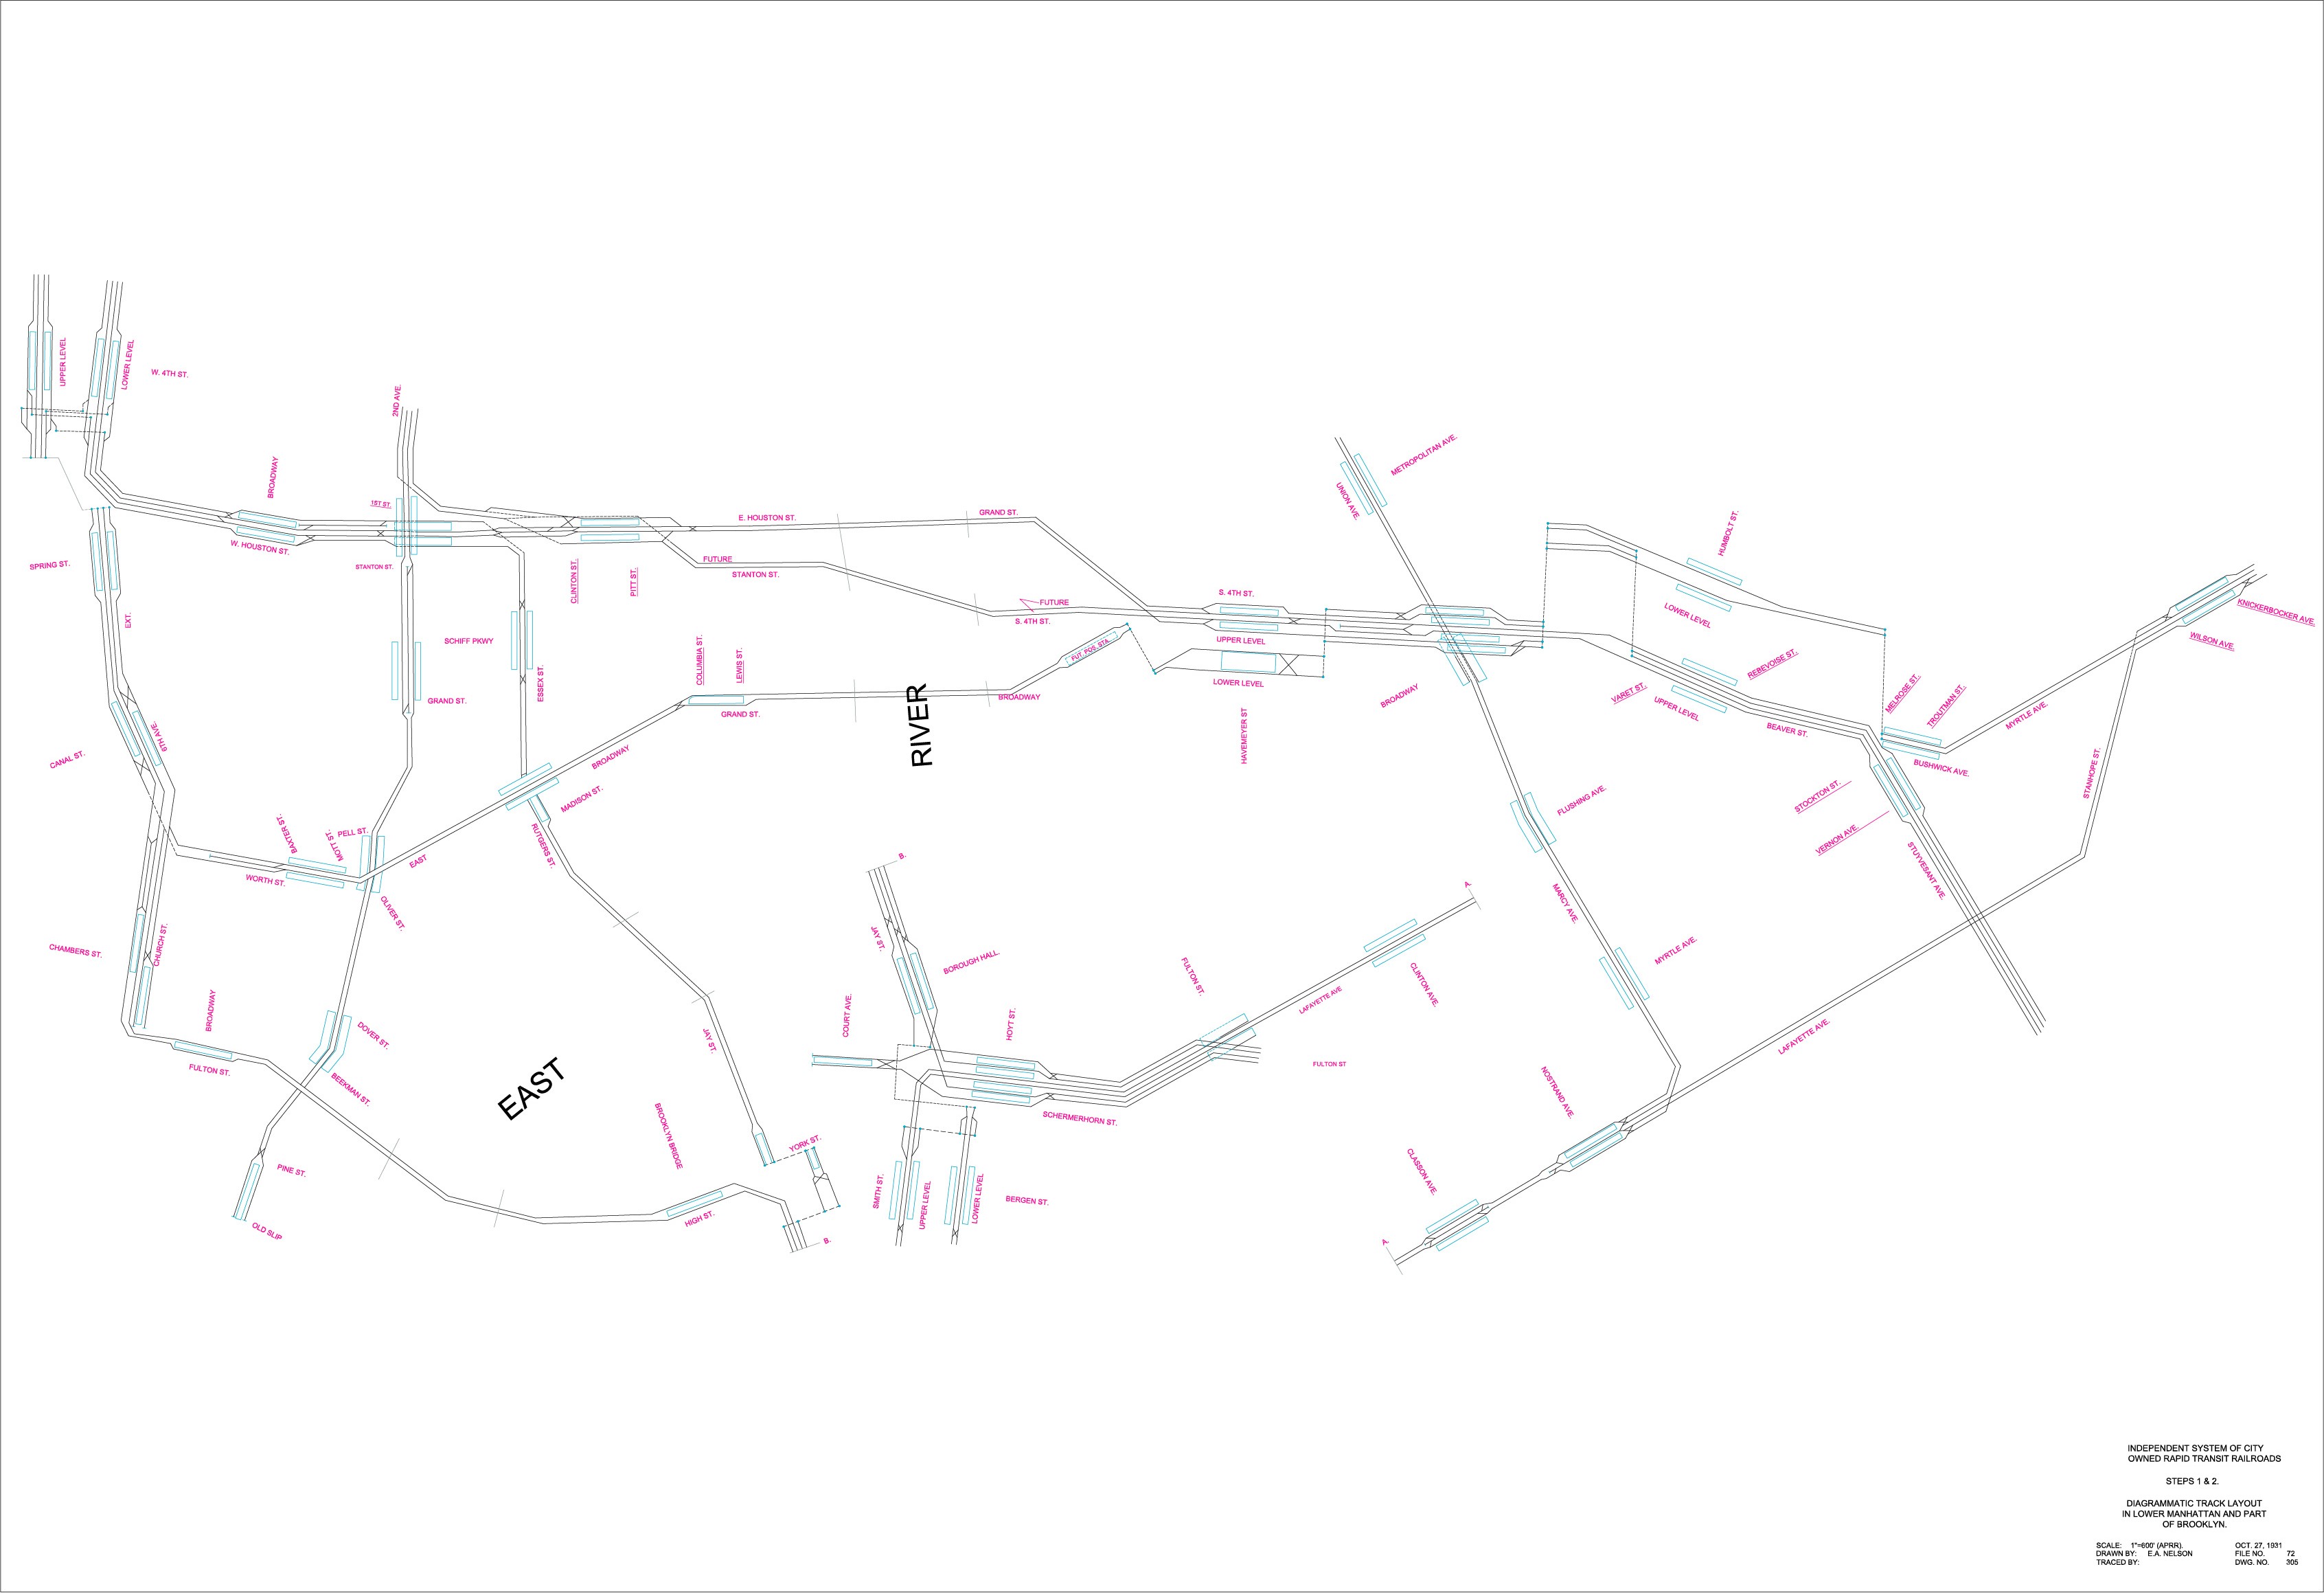 UPPER LEVEL
LOWER LEVEL
W. 4TH ST.
2ND AVE.
BROADWAY
1ST ST.
W. HOUSTON ST.
STANTON ST.
SPRING ST.
EXT.
E. HOUSTON ST.
GRAND ST.
FUTURE
STANTON ST.
CLINTON ST.
PITT ST.
SCHIFF PKWY
GRAND ST.
ESSEX ST.
COLUMBIA ST.
LEWIS ST.
GRAND ST.
FUTURE
S. 4TH ST.
FUT. POS. STA.
BROADWAY
RIVER
S. 4TH ST.
UPPER LEVEL
LOWER LEVEL
HAVEMEYER ST
UNION AVE.
METROPOLITAN AVE.
BROADWAY
HUMBOLT ST.
LOWER LEVEL
REBEVOISE ST.
VARET ST.
UPPER LEVEL
BEAVER ST.
MELROSE ST.
TROUTMAN ST.
BUSHWICK AVE.
MYRTLE AVE.
KNICKERBOCKER AVE.
WILSON AVE.
STANHOPE ST.
STOCKTON ST.
VERNON AVE.
STUYVESANT AVE.
CANAL ST.
6TH AVE.
BAXTER ST.
MOTT ST.
PELL ST.
WORTH ST.
EAST
BROADWAY
MADISON ST.
RUTGERS ST.
OLIVER ST.
CHAMBERS ST.
CHURCH ST.
BROADWAY
FULTON ST.
DOVER ST.
BEEKMAN ST.
PINE ST.
OLD SLIP
EAST
JAY ST.
BROOKLYN BRIDGE
YORK ST.
HIGH ST.
B.
B.
JAY ST.
BOROUGH HALL.
COURT AVE.
HOYT ST.
SCHERMERHORN ST.
SMITH ST.
UPPER LEVEL
LOWER LEVEL
BERGEN ST.
FULTON ST.
LAFAYETTE AVE
FULTON ST
CLINTON AVE.
A.
A.
FLUSHING AVE.
MARCY AVE.
MYRTLE AVE.
NOSTRAND AVE.
CLASSON AVE.
LAFAYETTE AVE.
INDEPENDENT SYSTEM OF CITY
OWNED RAPID TRANSIT RAILROADS
STEPS 1 & 2.
DIAGRAMMATIC TRACK LAYOUT
IN LOWER MANHATTAN AND PART
OF BROOKLYN.
SCALE: 1"=600' (APRR). OCT. 27, 1931
DRAWN BY: E.A. NELSON FILE NO. 72
TRACED BY: DWG. NO. 305